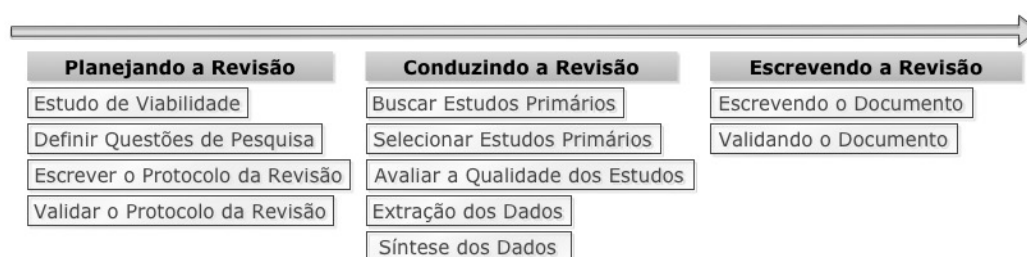 Planejando a Revisão
Estudo de Viabilidade
Definir Questões de Pesquisa
Escrever o Protocolo da Revisão
Validar o Protocolo da Revisão
Conduzindo a Revisão
Buscar Estudos Primários
Selecionar Estudos Primários
Avaliar a Qualidade dos Estudos
Extração dos Dados
Síntese dos Dados
Escrevendo a Revisão
Escrevendo o Documento
Validando o Documento